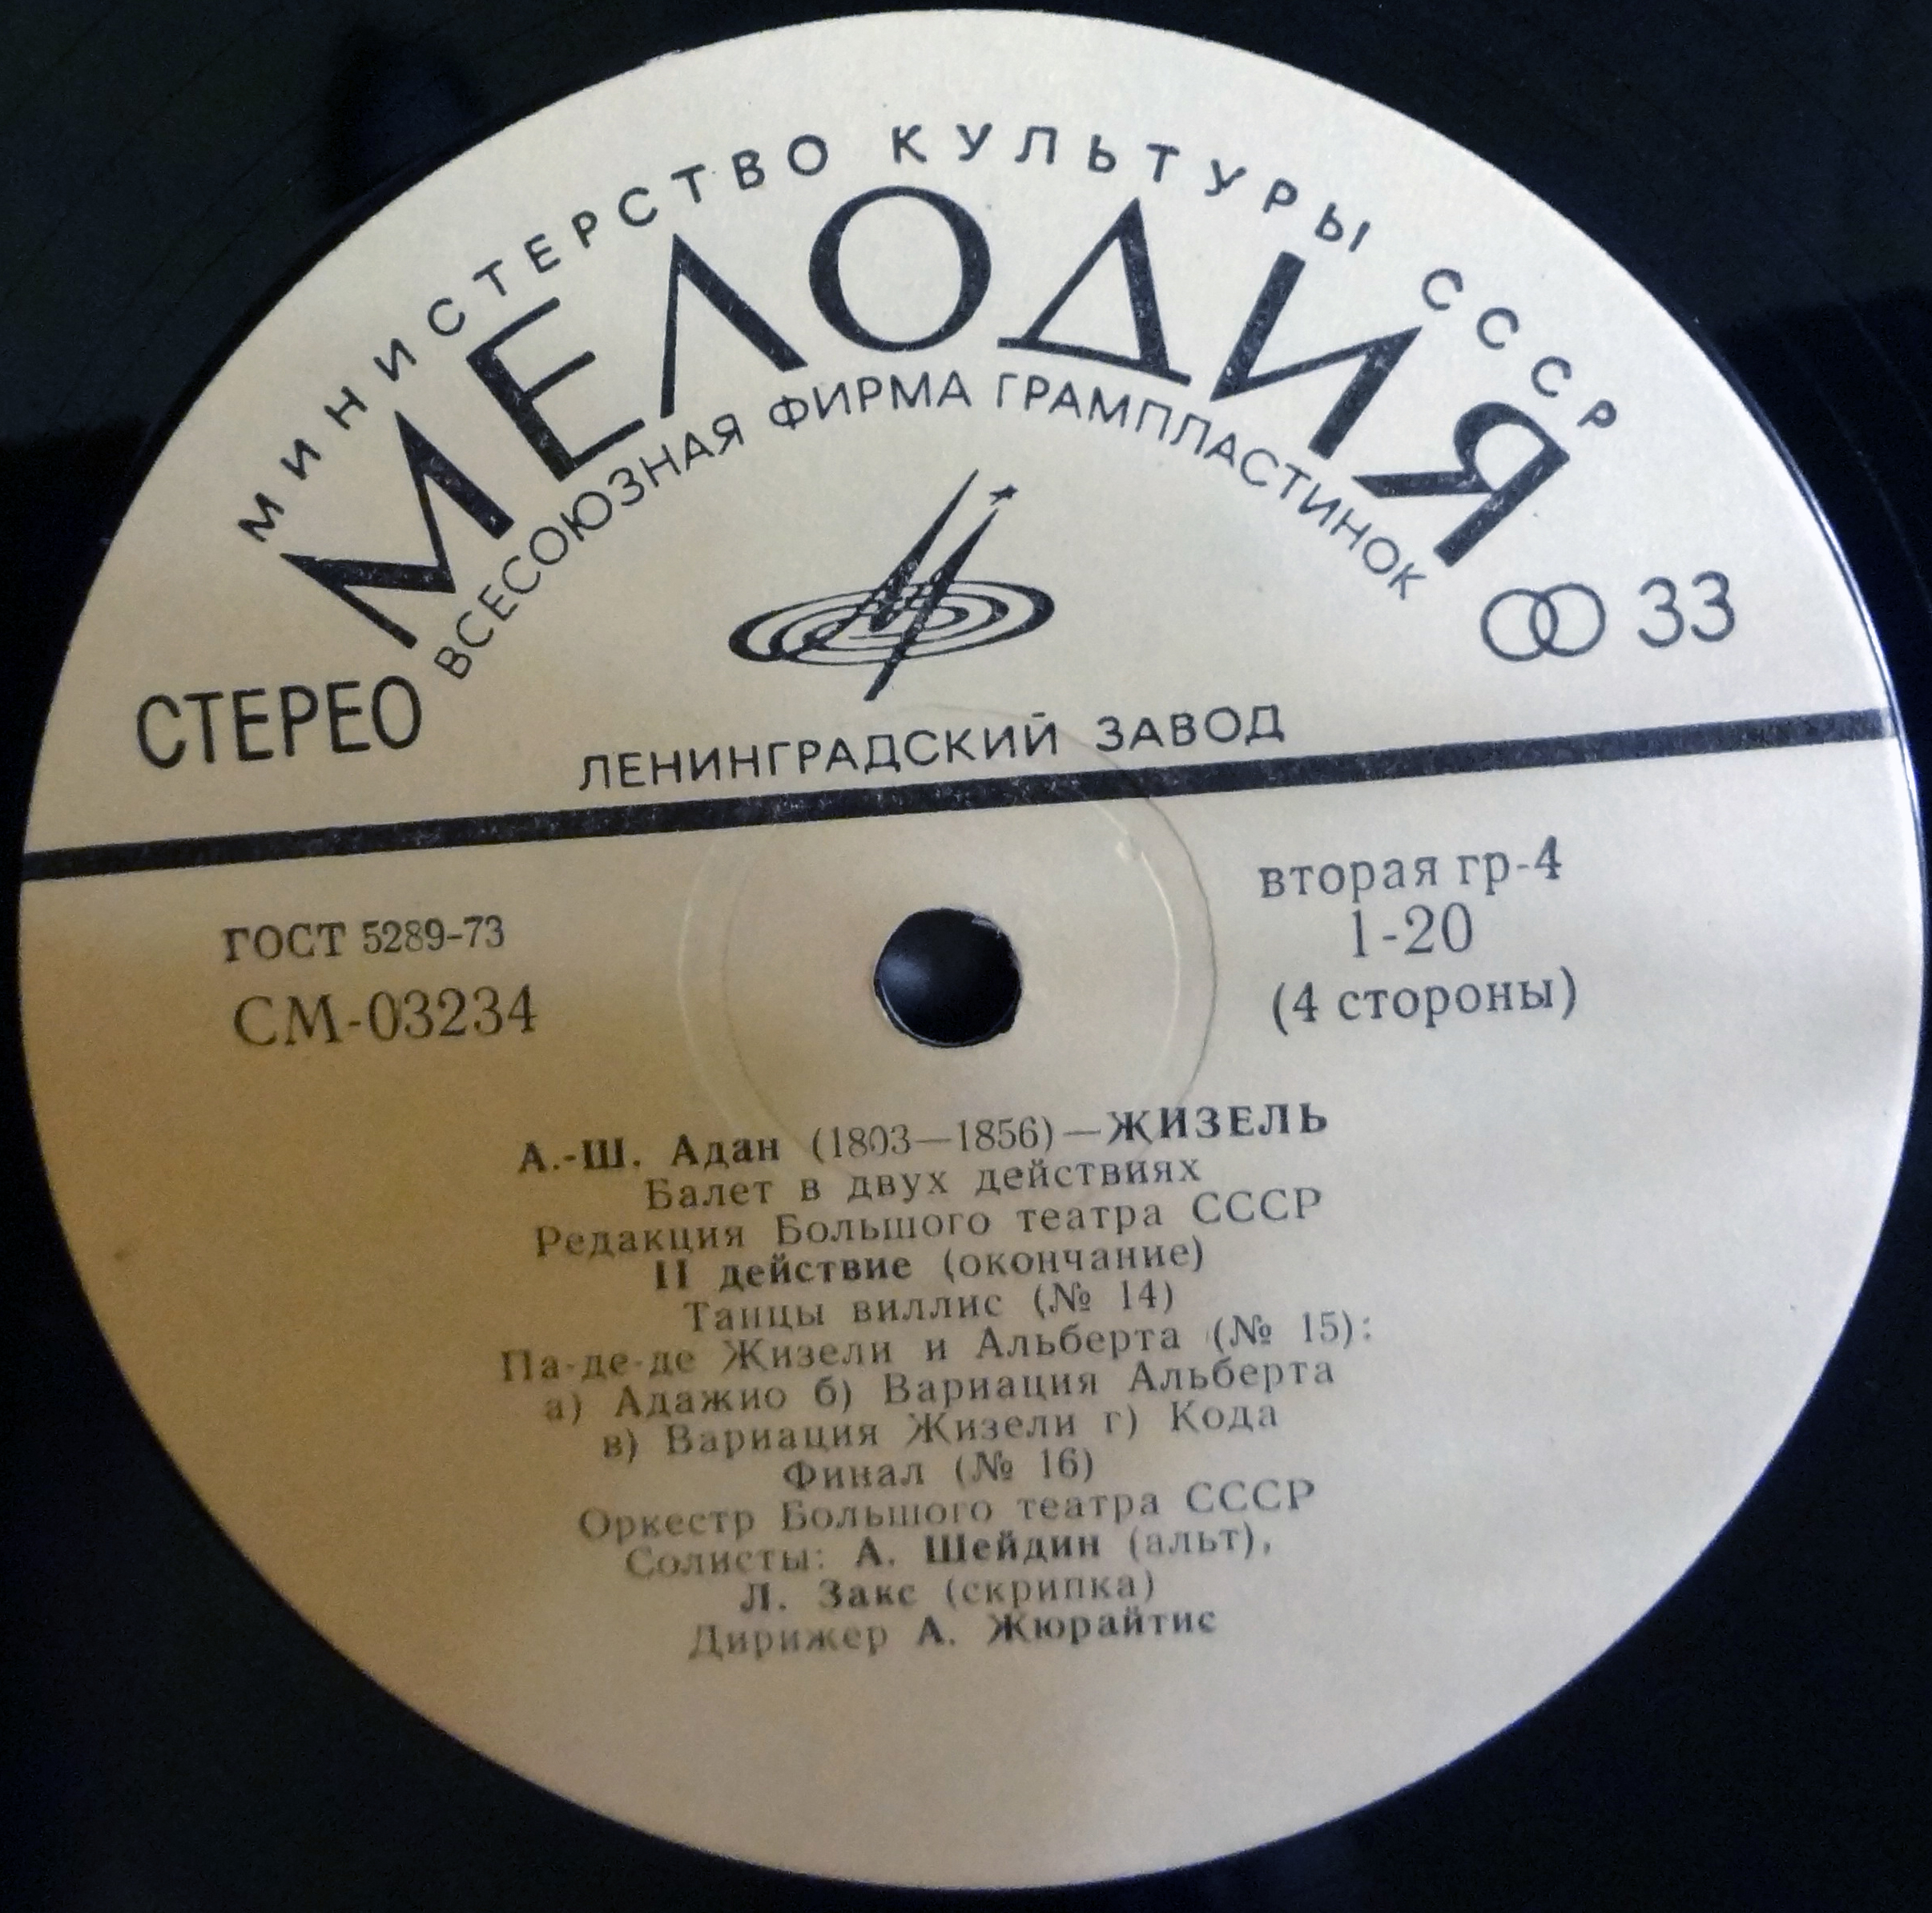 МИНИСТЕРСТВО КУЛЬТУРЫ СССР
МЕЛОДИЯ
ВСЕСОЮЗНАЯ ФИРМА ГРАМПЛАСТИНОК
33
СТЕРЕО
ЛЕНИНГРАДСКИЙ ЗАВОД
ГОСТ 5289-73
СМ-03234
вторая гр-4
1-20
(4 стороны)
А.-Ш. Адан (1803—1856)—ЖИЗЕЛЬ
Балет в двух действиях
Редакция Большого театра СССР
II действие (окончание)
Танцы виллис (№ 14)
Па-де-де Жизели и Альберта (№ 15):
а) Адажио б) Вариация Альберта
в) Вариация Жизели г) Кода
Финал (№ 16)
Оркестр Большого театра СССР
Солисты: А. Шейдин (альт),
Л. Закс (скрипка)
Дирижер А. Жюрайтис